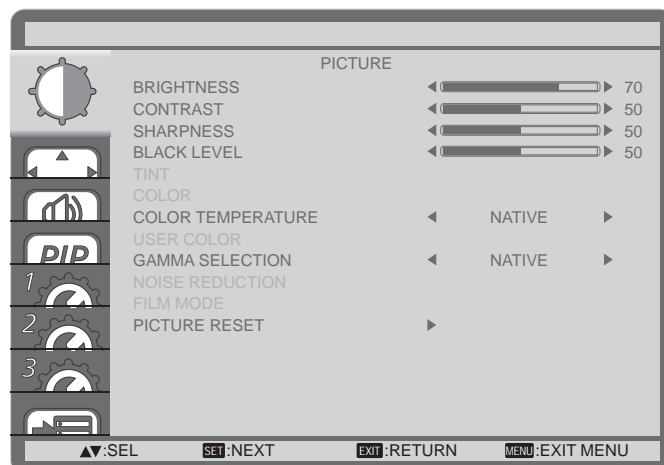 PICTURE
BRIGHTNESS 70
CONTRAST 50
SHARPNESS 50
BLACK LEVEL 50
TINT
COLOR
COLOR TEMPERATURE NATIVE
USER COLOR
GAMMA SELECTION NATIVE
NOISE REDUCTION
FILM MODE
PICTURE RESET
PIP
1
2
3
▲▼:SEL SET:NEXT EXIT:RETURN MENU:EXIT MENU